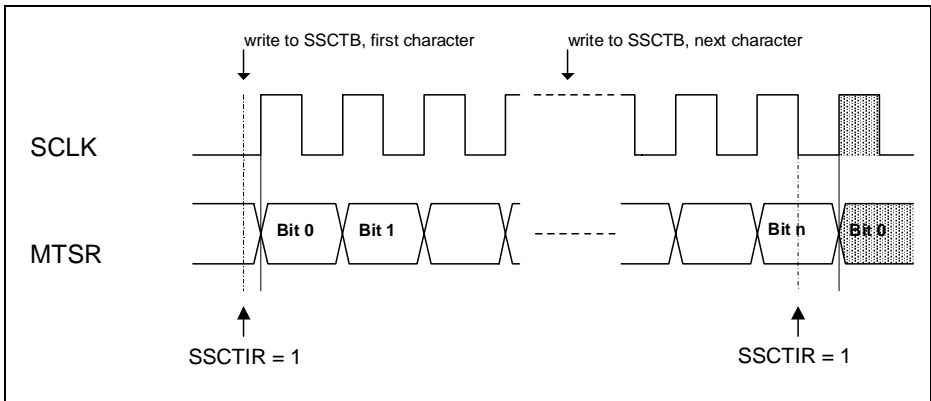 write to SSCTB, first character
write to SSCTB, next character
SCLK
MTSR
Bit 0
Bit 1
Bit n
Bit 0
SSCTIR = 1
SSCTIR = 1